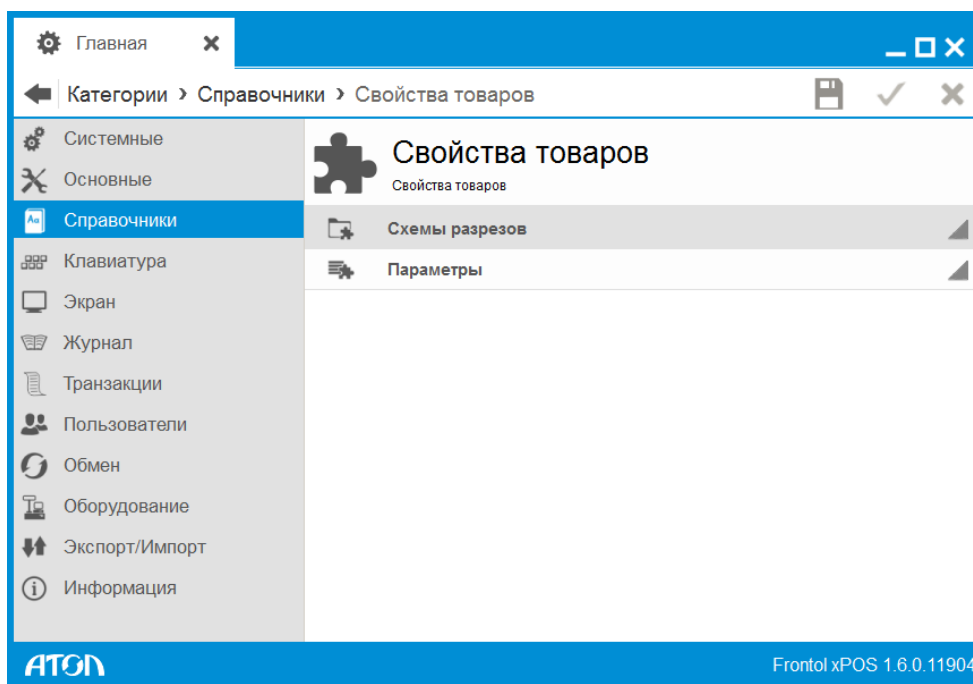 Главная
Категории › Справочники › Свойства товаров
Системные
Основные
Справочники
Клавиатура
Экран
Журнал
Транзакции
Пользователи
Обмен
Оборудование
Экспорт/Импорт
Информация
Свойства товаров
Свойства товаров
Схемы разрезов
Параметры
ATOL
Frontol xPOS 1.6.0.11904